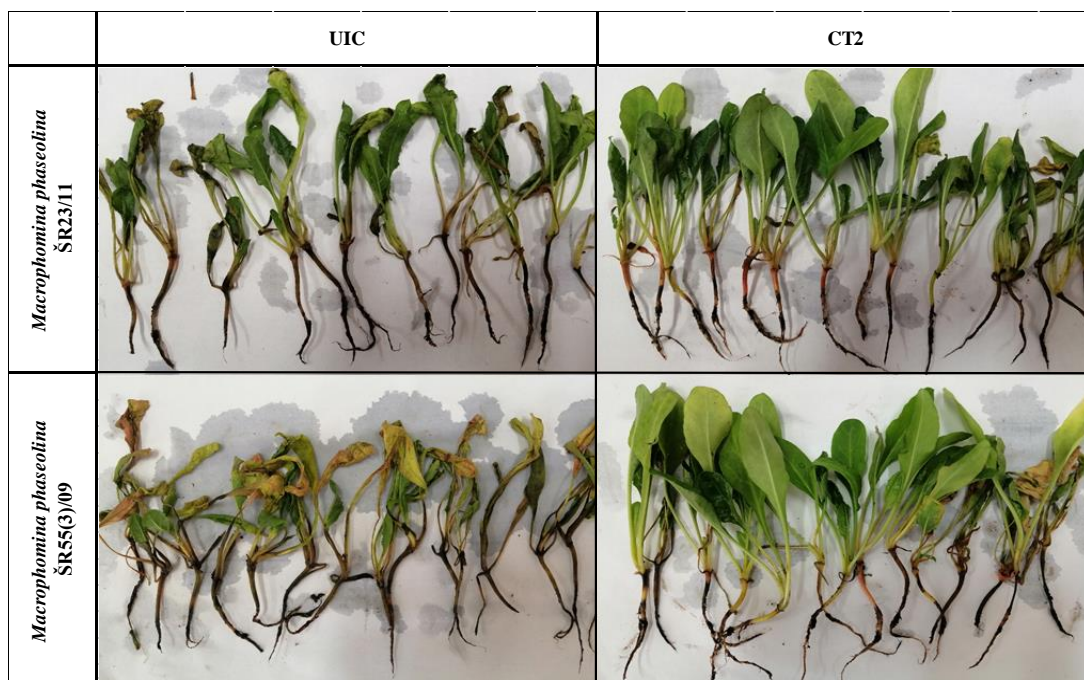 UIC
CT2
Macrophomina phaseolina
ŠR23/11
Macrophomina phaseolina
ŠR55(3)/09